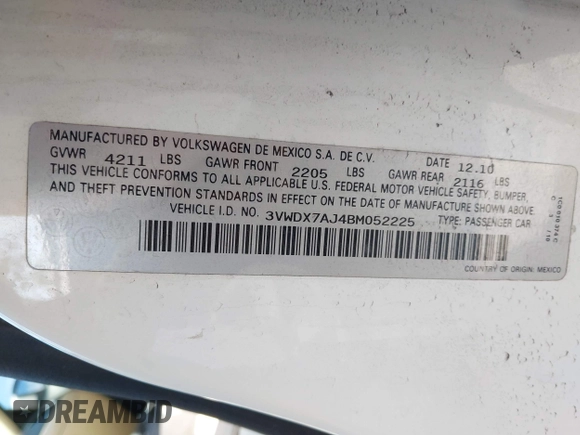 MANUFACTURED BY VOLKSWAGEN DE MEXICO S.A. DE C.V. DATE 12.10
GVWR 4211 LBS GAWR FRONT 2205 LBS GAWR REAR 2116 LBS
THIS VEHICLE CONFORMS TO ALL APPLICABLE U.S. FEDERAL MOTOR VEHICLE SAFETY, BUMPER,
AND THEFT PREVENTION STANDARDS IN EFFECT ON THE DATE OF MANUFACTURE SHOWN ABOVE.
VEHICLE I.D. NO. 3VWDX7AJ4BM052225 TYPE: PASSENGER CAR
COUNTRY OF ORIGIN: MEXICO
DREAMBID